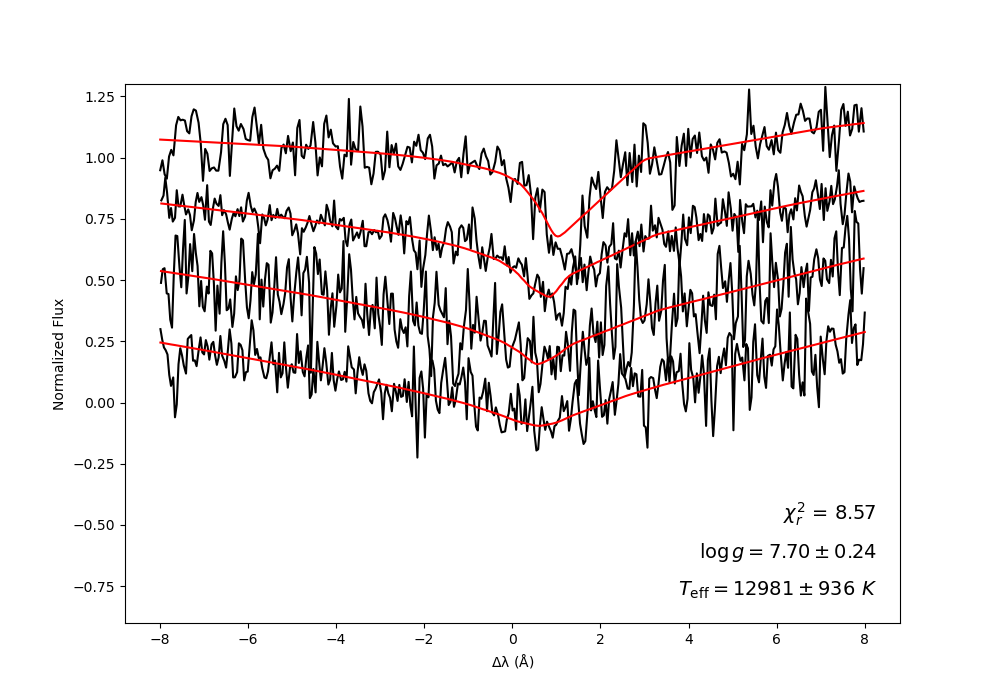 1.25
1.00
0.75
0.50
0.25
0.00
−0.25
−0.50
−0.75
Normalized Flux
χ²ᵣ = 8.57
log g = 7.70 ± 0.24
T_eff = 12981 ± 936 K
−8 −6 −4 −2 0 2 4 6 8
Δλ (Å)